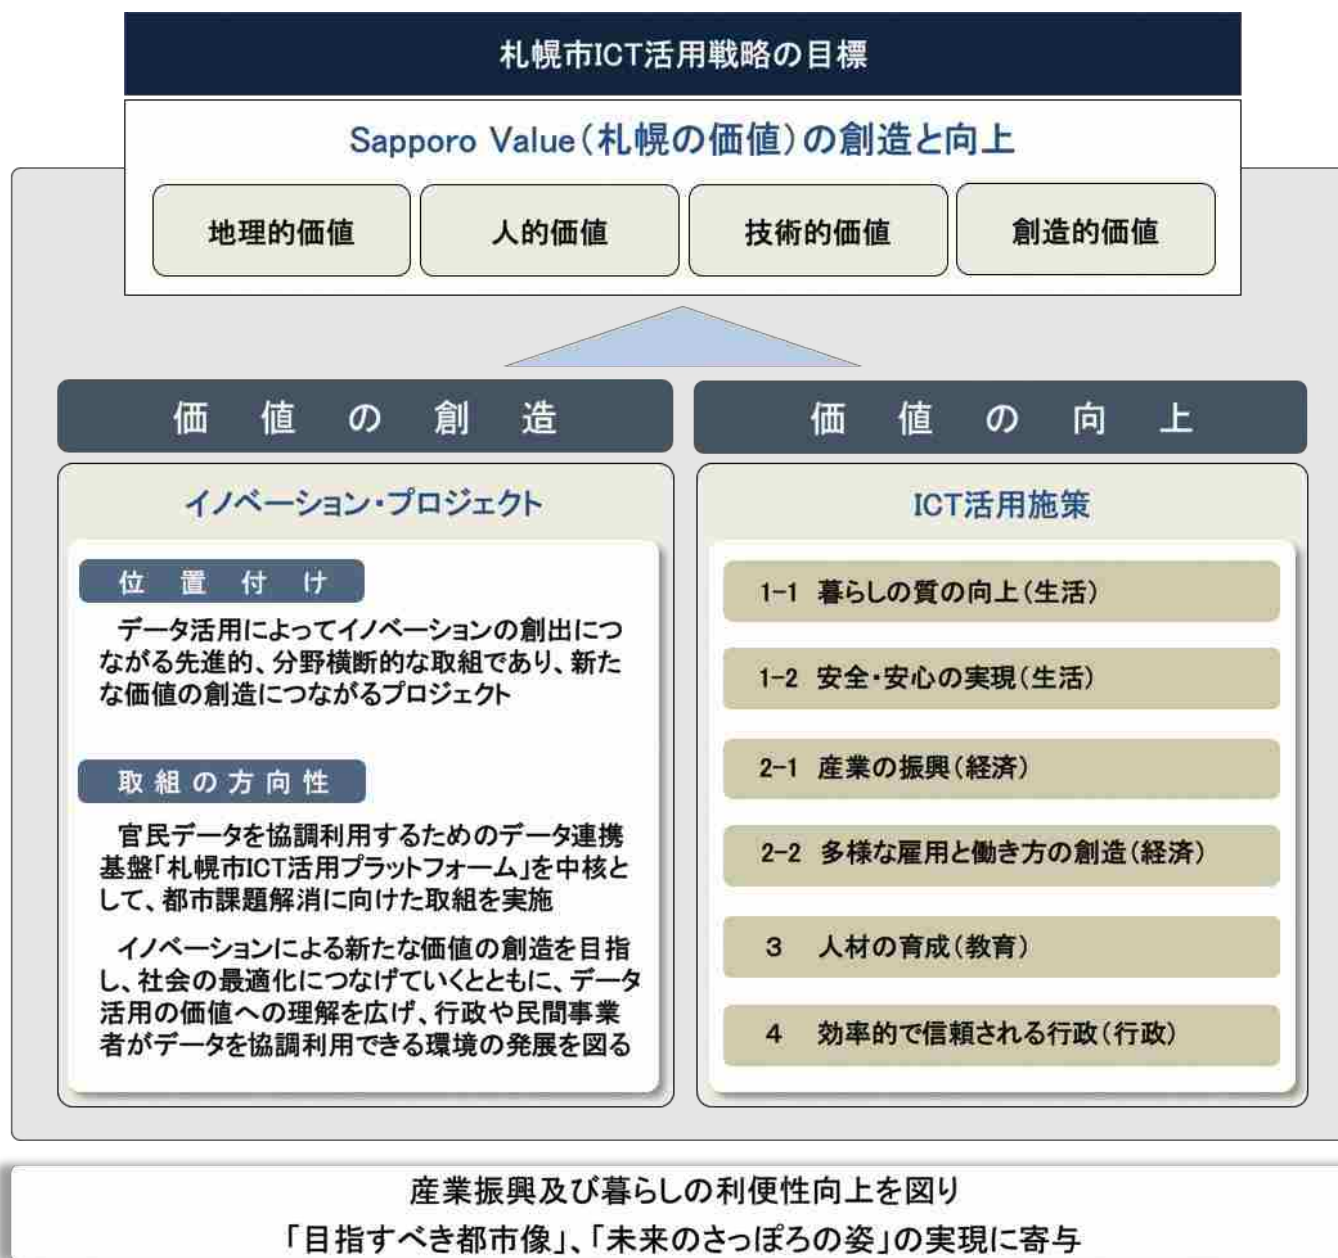 札幌市ICT活用戦略の目標
Sapporo Value(札幌の価値)の創造と向上
地理的価値
人的価値
技術的価値
創造的価値
価値の創造
イノベーション・プロジェクト
位置付け
データ活用によってイノベーションの創出につ
ながる先進的、分野横断的な取組であり、新た
な価値の創造につながるプロジェクト
取組の方向性
官民データを協調利用するためのデータ連携
基盤「札幌市ICT活用プラットフォーム」を中核と
して、都市課題解消に向けた取組を実施
イノベーションによる新たな価値の創造を目指
し、社会の最適化につなげていくとともに、データ
活用の価値への理解を広げ、行政や民間事業
者がデータを協調利用できる環境の発展を図る
価値の向上
ICT活用施策
1-1 暮らしの質の向上(生活)
1-2 安全・安心の実現(生活)
2-1 産業の振興(経済)
2-2 多様な雇用と働き方の創造(経済)
3 人材の育成(教育)
4 効率的で信頼される行政(行政)
産業振興及び暮らしの利便性向上を図り
「目指すべき都市像」、「未来のさっぽろの姿」の実現に寄与